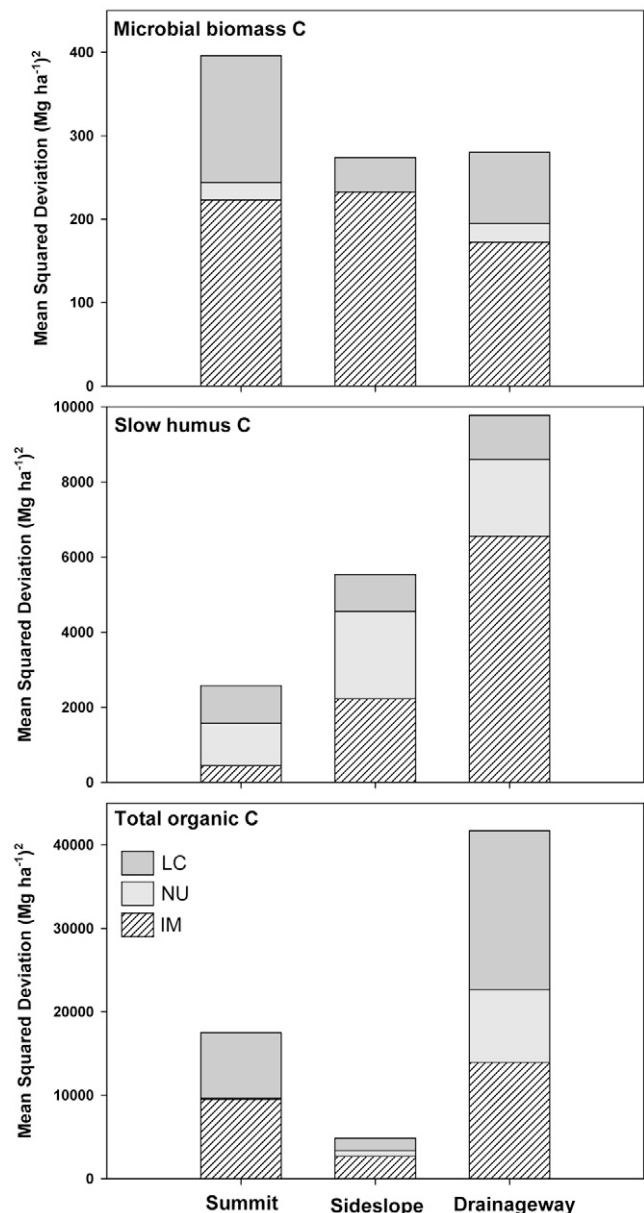 Microbial biomass C
Mean Squared Deviation (Mg ha⁻¹)²
400
300
200
100
0
Slow humus C
Mean Squared Deviation (Mg ha⁻¹)²
10000
8000
6000
4000
2000
0
Total organic C
Mean Squared Deviation (Mg ha⁻¹)²
40000
30000
20000
10000
0
LC
NU
IM
Summit Sideslope Drainageway